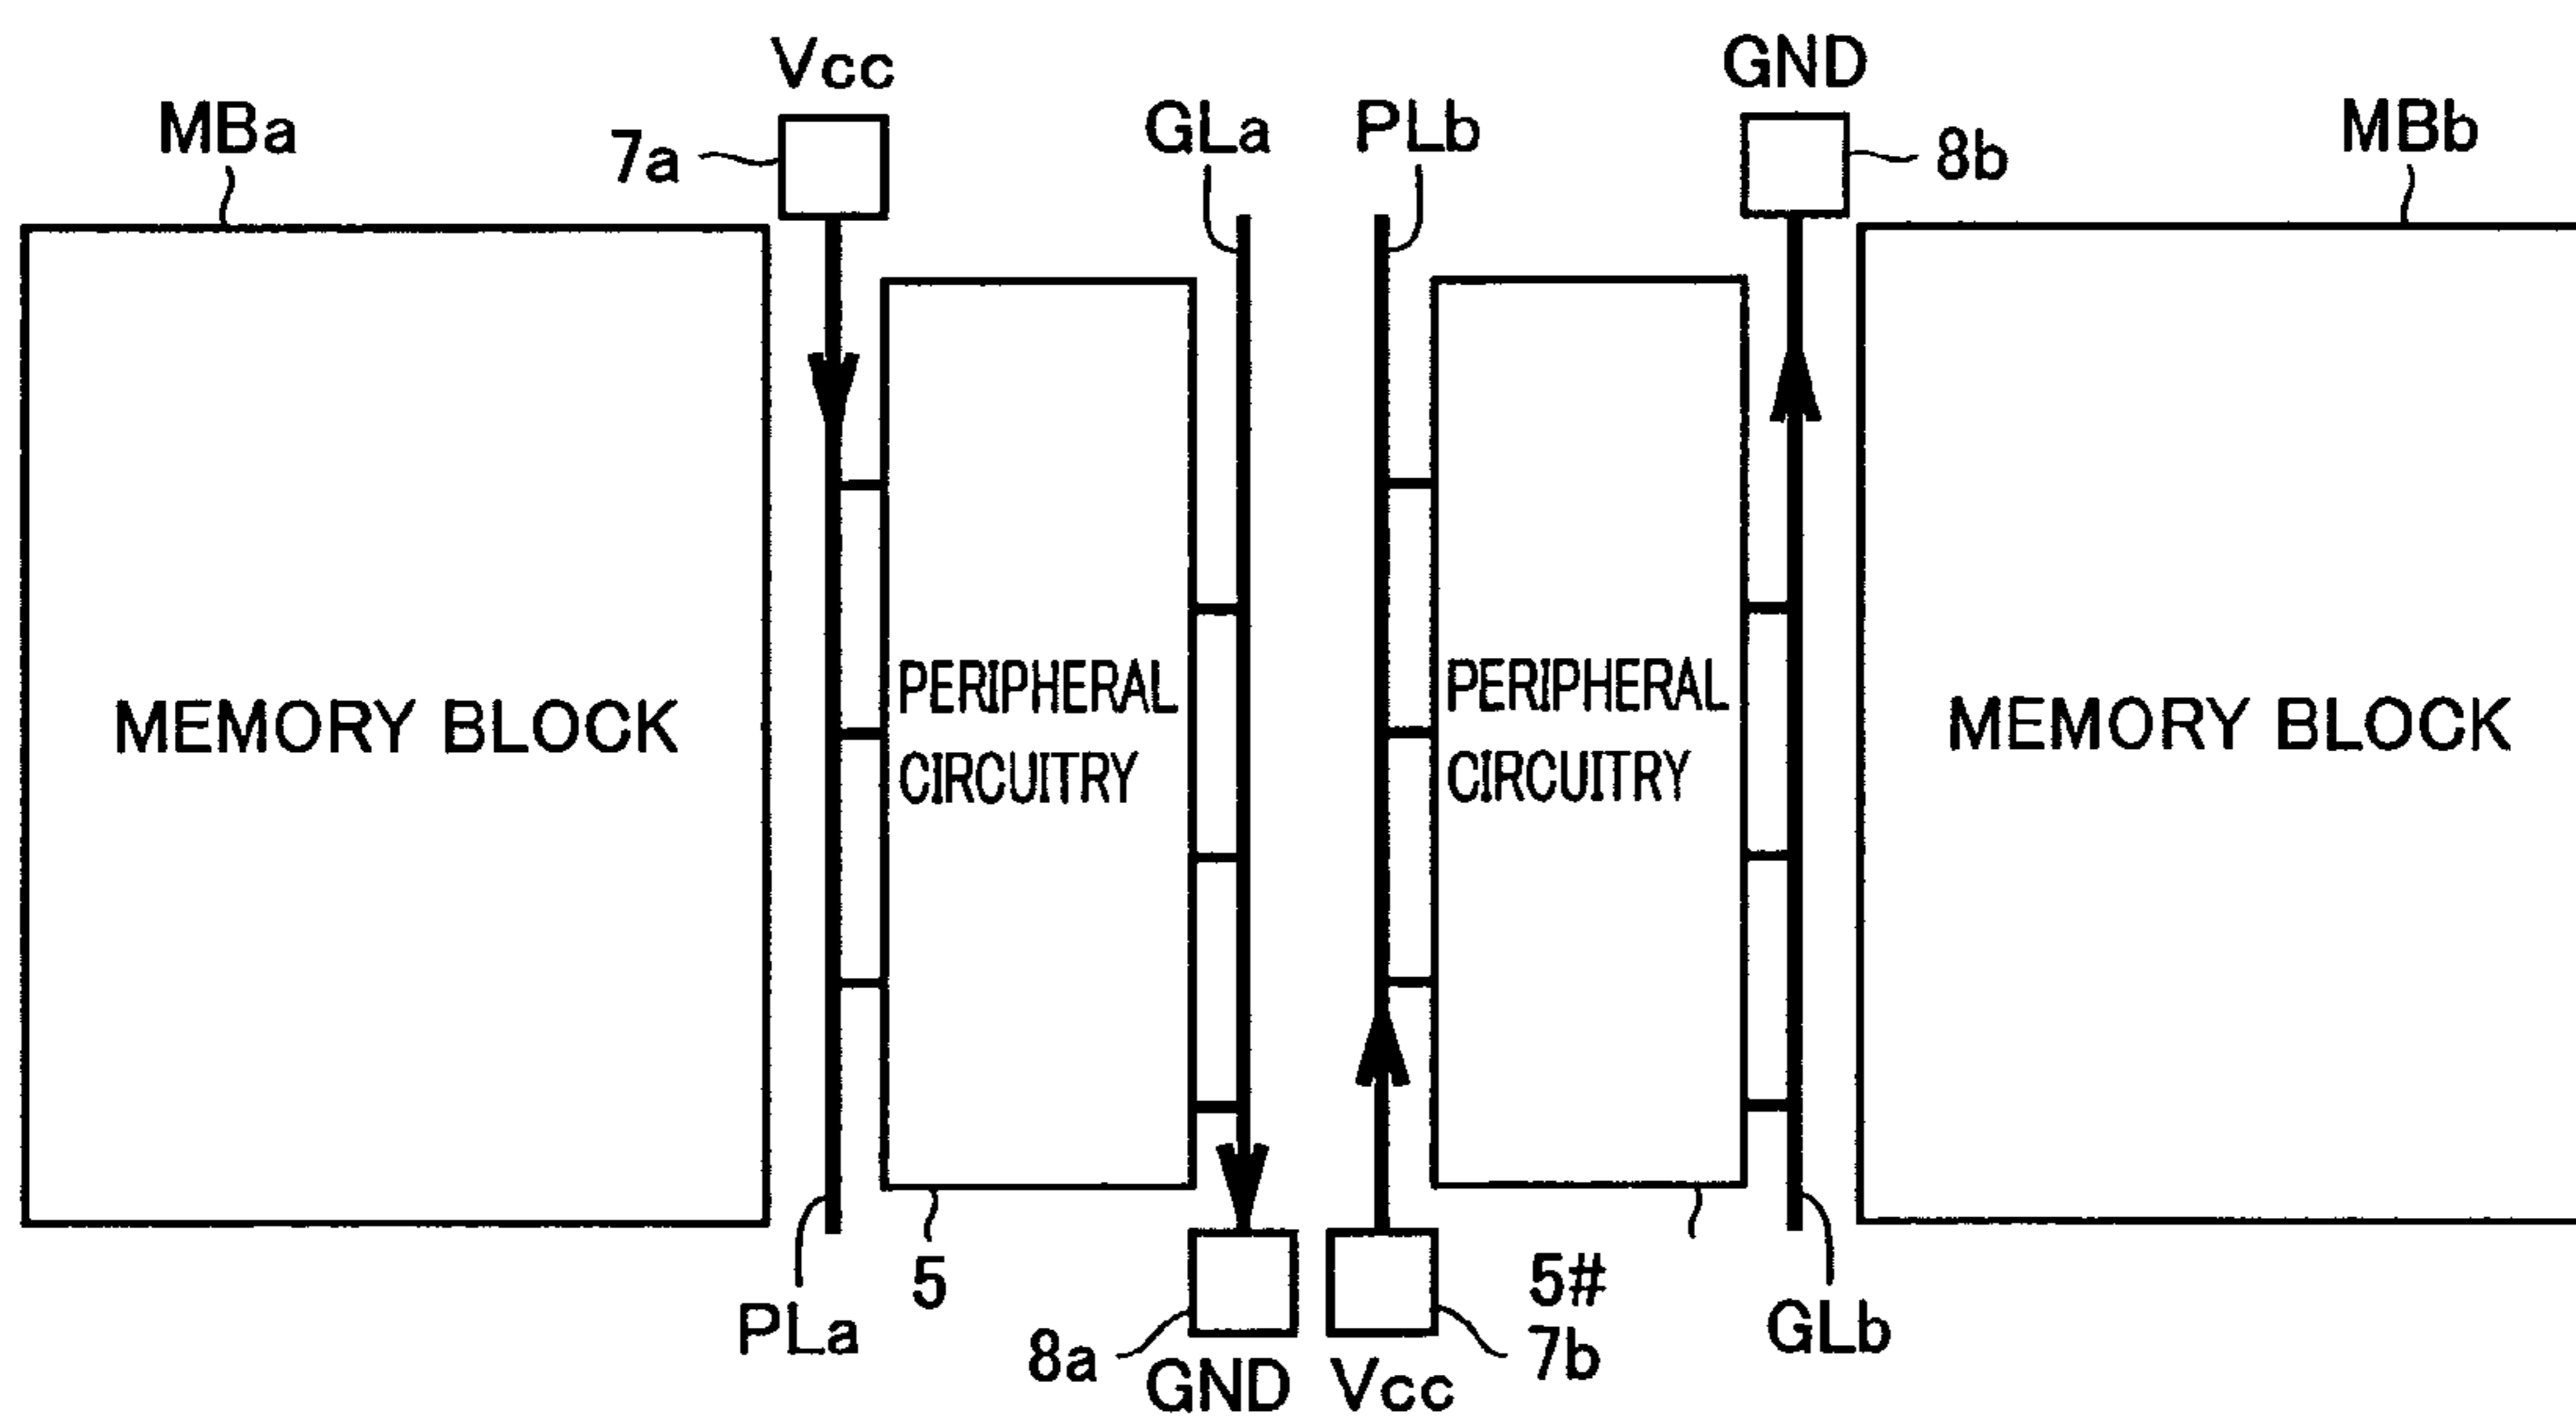 Vcc
GND
MBa
7a
GLa
PLb
8b
MBb
MEMORY BLOCK
PERIPHERAL
CIRCUITRY
PERIPHERAL
CIRCUITRY
MEMORY BLOCK
PLa
5
8a
GND
Vcc
5#
7b
GLb